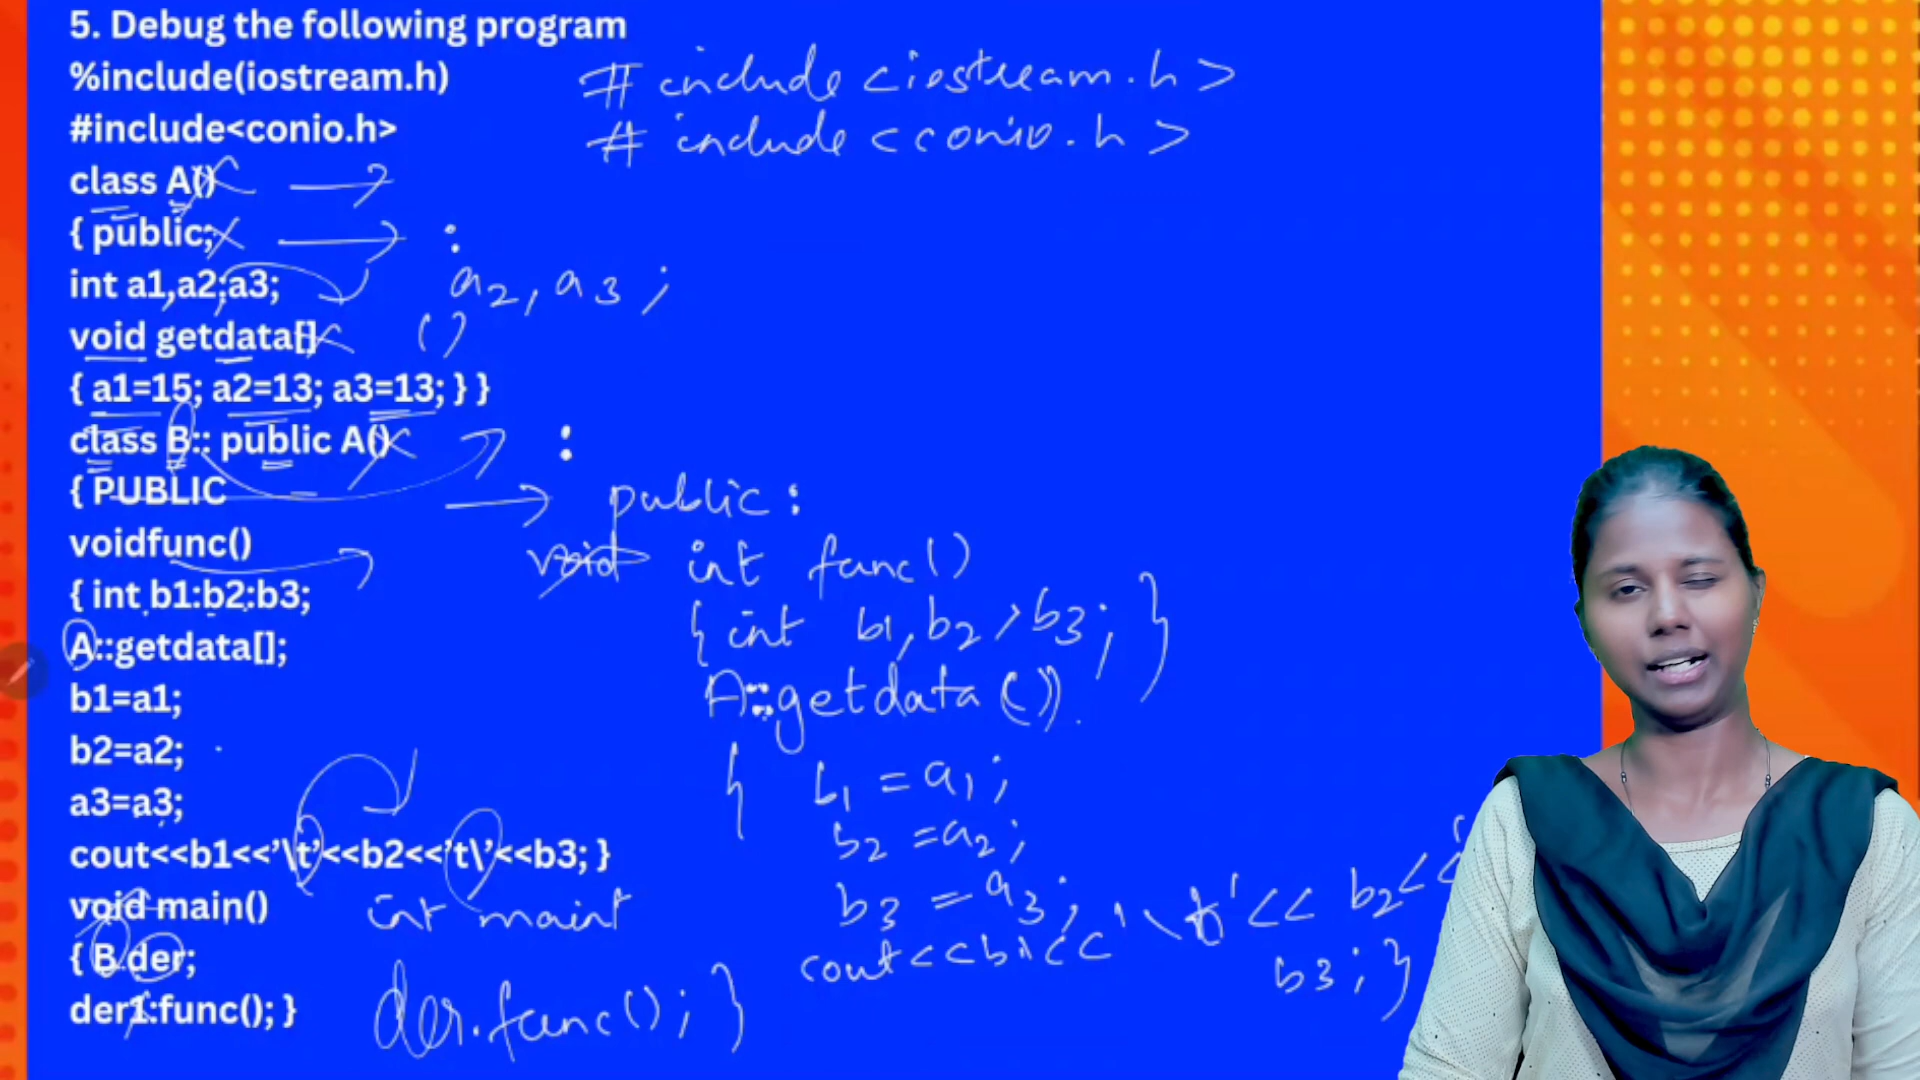 5. Debug the following program
%include(iostream.h) # include <iostream.h>
#include<conio.h> # include <conio.h>
class A()
{ public; :
int a1,a2;a3; a2, a3 ;
void getdata[] ()
{ a1=15; a2=13; a3=13; } }
class B:: public A() :
{ PUBLIC public :
voidfunc() void int func()
{ int b1:b2:b3; { int b1, b2, b3; }
A::getdata[]; A::getdata()
b1=a1; { b1 = a1;
b2=a2; b2 = a2;
a3=a3; b3 = a3;
cout<<b1<<’\t’<<b2<<’t\’<<b3; } cout<<b1<<'\t'<< b2<<
void main() int main b3; }
{ B.der;
der1:func(); } der.func(); }